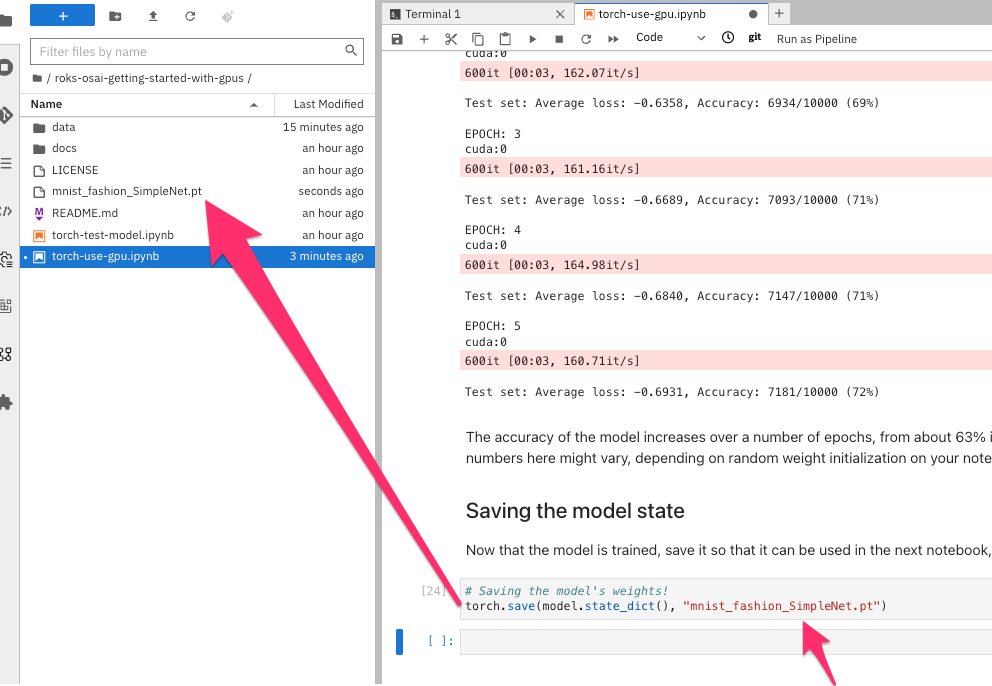 Terminal 1
torch-use-gpu.ipynb
Code
git
Run as Pipeline
Filter files by name
/ roks-osai-getting-started-with-gpus /
Name Last Modified
data 15 minutes ago
docs an hour ago
LICENSE an hour ago
mnist_fashion_SimpleNet.pt seconds ago
README.md an hour ago
torch-test-model.ipynb an hour ago
torch-use-gpu.ipynb 3 minutes ago
cuda:0
600it [00:03, 162.07it/s]
Test set: Average loss: -0.6358, Accuracy: 6934/10000 (69%)
EPOCH: 3
cuda:0
600it [00:03, 161.16it/s]
Test set: Average loss: -0.6689, Accuracy: 7093/10000 (71%)
EPOCH: 4
cuda:0
600it [00:03, 164.98it/s]
Test set: Average loss: -0.6840, Accuracy: 7147/10000 (71%)
EPOCH: 5
cuda:0
600it [00:03, 160.71it/s]
Test set: Average loss: -0.6931, Accuracy: 7181/10000 (72%)
The accuracy of the model increases over a number of epochs, from about 63% i
numbers here might vary, depending on random weight initialization on your note
Saving the model state
Now that the model is trained, save it so that it can be used in the next notebook,
[24] # Saving the model's weights!
torch.save(model.state_dict(), "mnist_fashion_SimpleNet.pt")
[ ]: